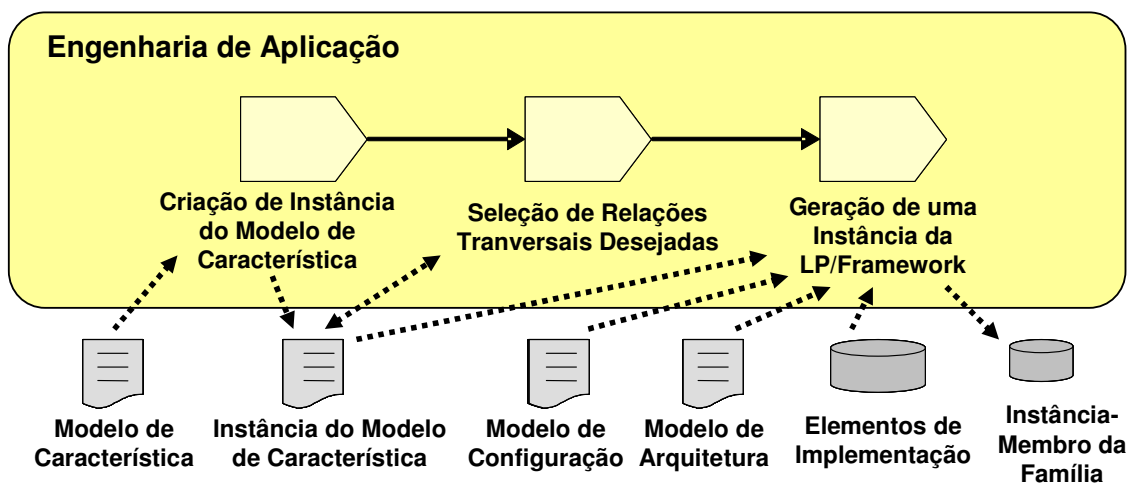 Engenharia de Aplicação
Criação de Instância
do Modelo de
Característica
Seleção de Relações
Tranversais Desejadas
Geração de uma
Instância da
LP/Framework
Modelo de
Característica
Instância do Modelo
de Característica
Modelo de
Configuração
Modelo de
Arquitetura
Elementos de
Implementação
Instância-
Membro da
Família